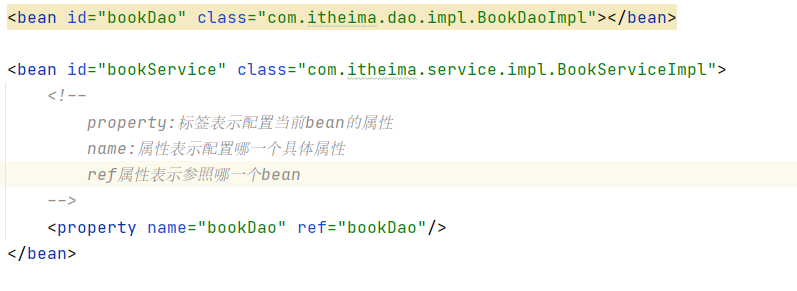 <bean id="bookDao" class="com.itheima.dao.impl.BookDaoImpl"></bean>
<bean id="bookService" class="com.itheima.service.impl.BookServiceImpl">
<!--
property:标签表示配置当前bean的属性
name:属性表示配置哪一个具体属性
ref属性表示参照哪一个bean
-->
<property name="bookDao" ref="bookDao"/>
</bean>